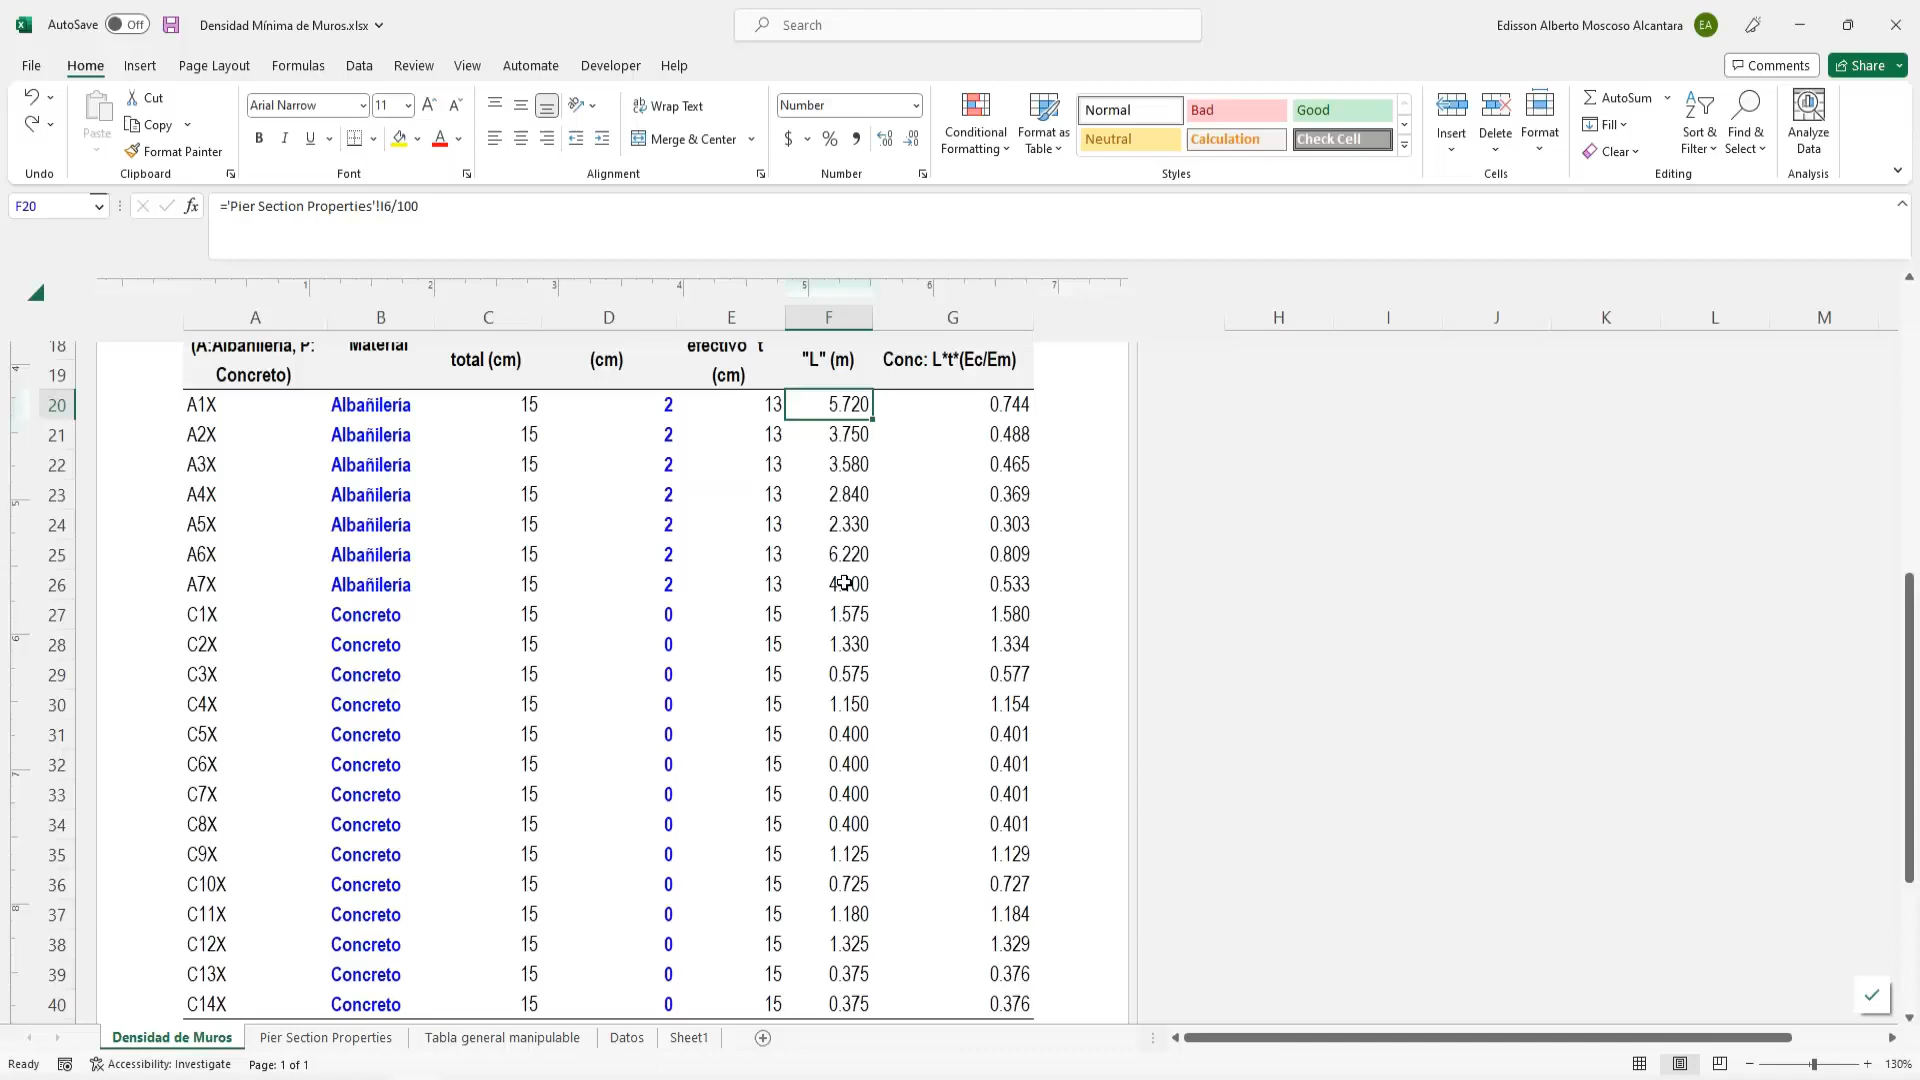 AutoSave Off Densidad Mínima de Muros.xlsx Search Edisson Alberto Moscoso Alcantara EA
File Home Insert Page Layout Formulas Data Review View Automate Developer Help Comments Share
Cut
Copy
Format Painter
Paste
Undo Clipboard
Arial Narrow 11
B I U
Font
Wrap Text
Merge & Center
Alignment
Number
$ %
Number
Conditional Formatting
Format as Table
Normal Bad Good
Neutral Calculation Check Cell
Styles
Insert Delete Format
Cells
AutoSum
Fill
Clear
Sort & Filter
Find & Select
Editing
Analyze Data
Analysis
F20 fx ='Pier Section Properties'!I6/100
1 2 3 4 5 6 7
A B C D E F G H I J K L M
18 (A:Albañilería, P: Material efectivo t
total (cm) (cm) "L" (m) Conc: L*t*(Ec/Em)
19 Concreto) (cm)
20 A1X Albañilería 15 2 13 5.720 0.744
21 A2X Albañilería 15 2 13 3.750 0.488
22 A3X Albañilería 15 2 13 3.580 0.465
23 A4X Albañilería 15 2 13 2.840 0.369
24 A5X Albañilería 15 2 13 2.330 0.303
25 A6X Albañilería 15 2 13 6.220 0.809
26 A7X Albañilería 15 2 13 0.533
27 C1X Concreto 15 0 15 1.575 1.580
28 C2X Concreto 15 0 15 1.330 1.334
29 C3X Concreto 15 0 15 0.575 0.577
30 C4X Concreto 15 0 15 1.150 1.154
31 C5X Concreto 15 0 15 0.400 0.401
32 C6X Concreto 15 0 15 0.400 0.401
33 C7X Concreto 15 0 15 0.400 0.401
34 C8X Concreto 15 0 15 0.400 0.401
35 C9X Concreto 15 0 15 1.125 1.129
36 C10X Concreto 15 0 15 0.725 0.727
37 C11X Concreto 15 0 15 1.180 1.184
38 C12X Concreto 15 0 15 1.325 1.329
39 C13X Concreto 15 0 15 0.375 0.376
40 C14X Concreto 15 0 15 0.375 0.376
Densidad de Muros Pier Section Properties Tabla general manipulable Datos Sheet1
Ready Accessibility: Investigate Page: 1 of 1 130%